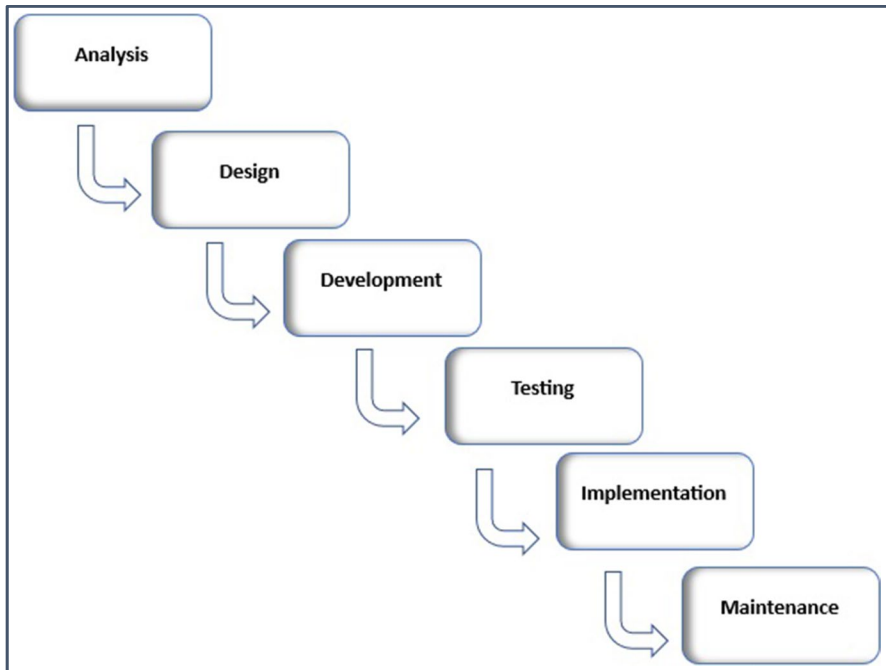 Analysis
Design
Development
Testing
Implementation
Maintenance